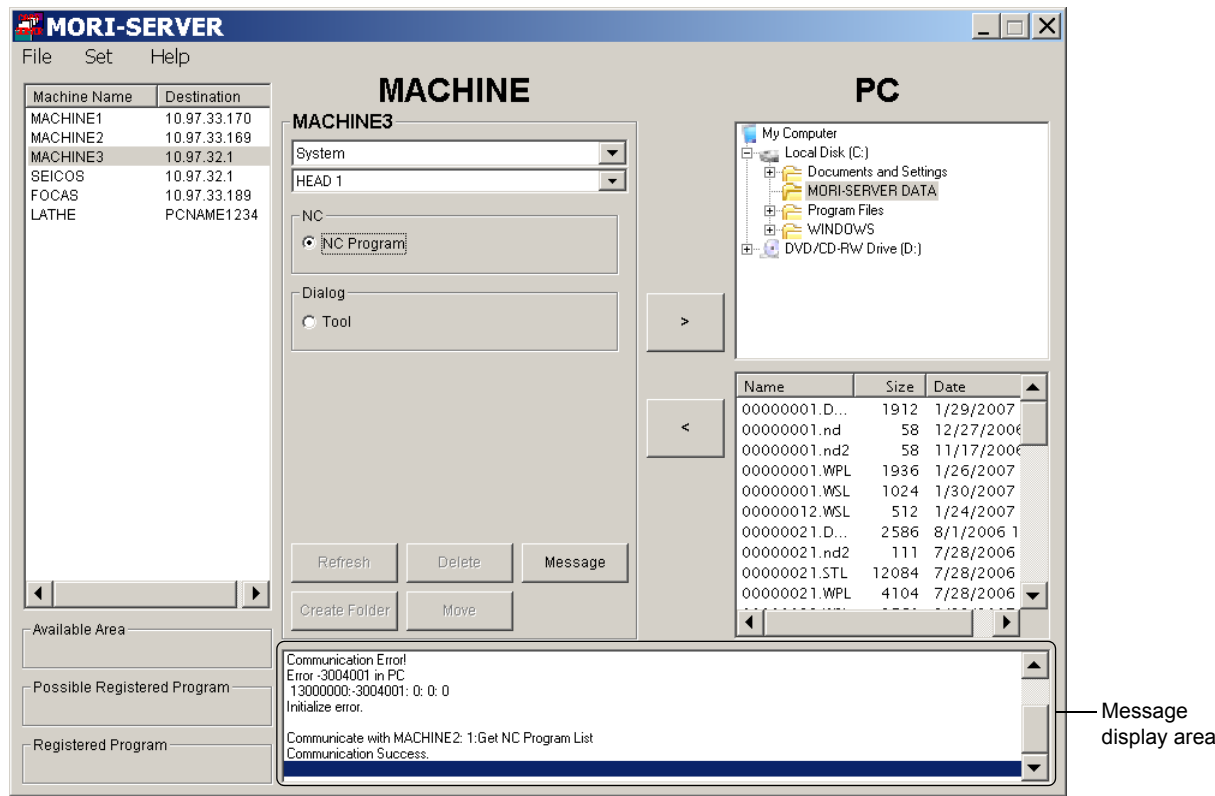 MORI-SERVER
File Set Help
Machine Name Destination
MACHINE1 10.97.33.170
MACHINE2 10.97.33.169
MACHINE3 10.97.32.1
SEICOS 10.97.32.1
FOCAS 10.97.33.189
LATHE PCNAME1234
Available Area
Possible Registered Program
Registered Program
MACHINE
MACHINE3
System
HEAD 1
NC
NC Program
Dialog
Tool
Refresh Delete Message
Create Folder Move
>
<
PC
My Computer
Local Disk (C:)
Documents and Settings
MORI-SERVER DATA
Program Files
WINDOWS
DVD/CD-RW Drive (D:)
Name Size Date
00000001.D... 1912 1/29/2007
00000001.nd 58 12/27/2006
00000001.nd2 58 11/17/2006
00000001.WPL 1936 1/26/2007
00000001.WSL 1024 1/30/2007
00000012.WSL 512 1/24/2007
00000021.D... 2586 8/1/2006 1
00000021.nd2 111 7/28/2006
00000021.STL 12084 7/28/2006
00000021.WPL 4104 7/28/2006
Communication Error!
Error -3004001 in PC
13000000:-3004001: 0: 0: 0
Initialize error.
Communicate with MACHINE2: 1:Get NC Program List
Communication Success.
Message
display area